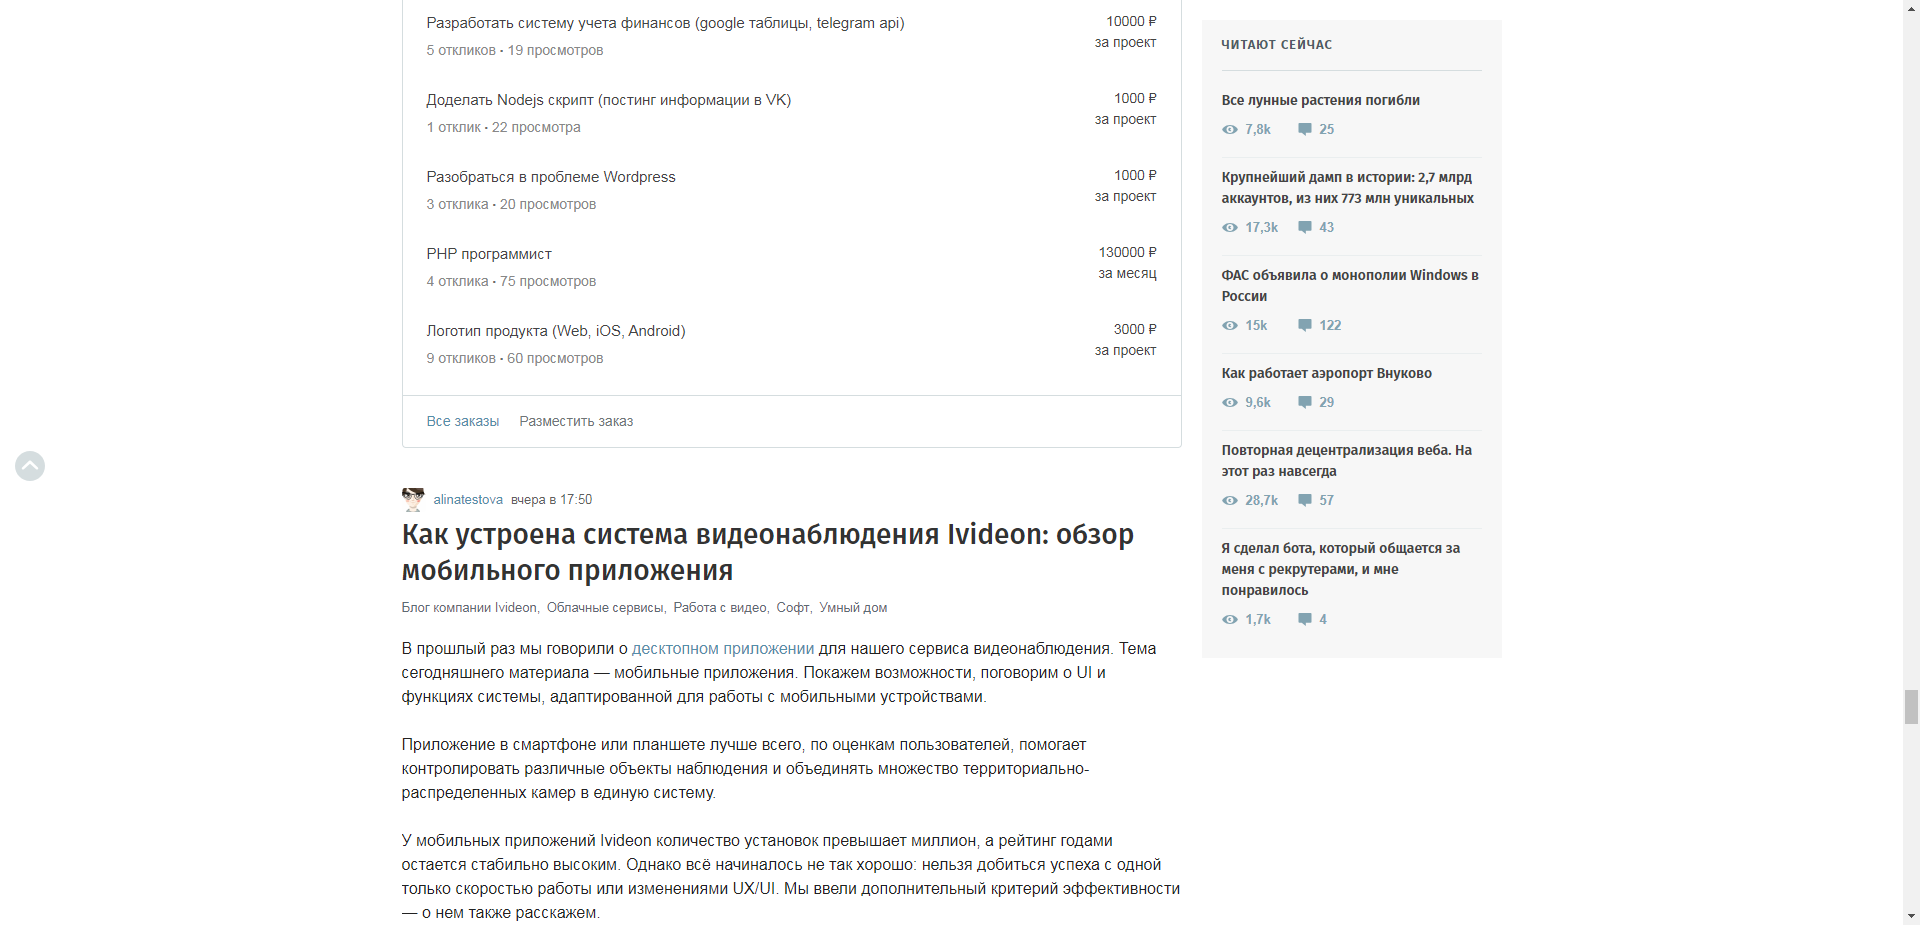 Разработать систему учета финансов (google таблицы, telegram api)
10000 ₽
5 откликов • 19 просмотров
за проект
Доделать Nodejs скрипт (постинг информации в VK)
1000 ₽
1 отклик • 22 просмотра
за проект
Разобраться в проблеме Wordpress
1000 ₽
3 отклика • 20 просмотров
за проект
PHP программист
130000 ₽
4 отклика • 75 просмотров
за месяц
Логотип продукта (Web, iOS, Android)
3000 ₽
9 откликов • 60 просмотров
за проект
Все заказы Разместить заказ
alinatestova вчера в 17:50
Как устроена система видеонаблюдения Ivideon: обзор
мобильного приложения
Блог компании Ivideon, Облачные сервисы, Работа с видео, Софт, Умный дом
В прошлый раз мы говорили о десктопном приложении для нашего сервиса видеонаблюдения. Тема
сегодняшнего материала — мобильные приложения. Покажем возможности, поговорим о UI и
функциях системы, адаптированной для работы с мобильными устройствами.
Приложение в смартфоне или планшете лучше всего, по оценкам пользователей, помогает
контролировать различные объекты наблюдения и объединять множество территориально-
распределенных камер в единую систему.
У мобильных приложений Ivideon количество установок превышает миллион, а рейтинг годами
остается стабильно высоким. Однако всё начиналось не так хорошо: нельзя добиться успеха с одной
только скоростью работы или изменениями UX/UI. Мы ввели дополнительный критерий эффективности
— о нем также расскажем.
ЧИТАЮТ СЕЙЧАС
Все лунные растения погибли
7,8k 25
Крупнейший дамп в истории: 2,7 млрд
аккаунтов, из них 773 млн уникальных
17,3k 43
ФАС объявила о монополии Windows в
России
15k 122
Как работает аэропорт Внуково
9,6k 29
Повторная децентрализация веба. На
этот раз навсегда
28,7k 57
Я сделал бота, который общается за
меня с рекрутерами, и мне
понравилось
1,7k 4